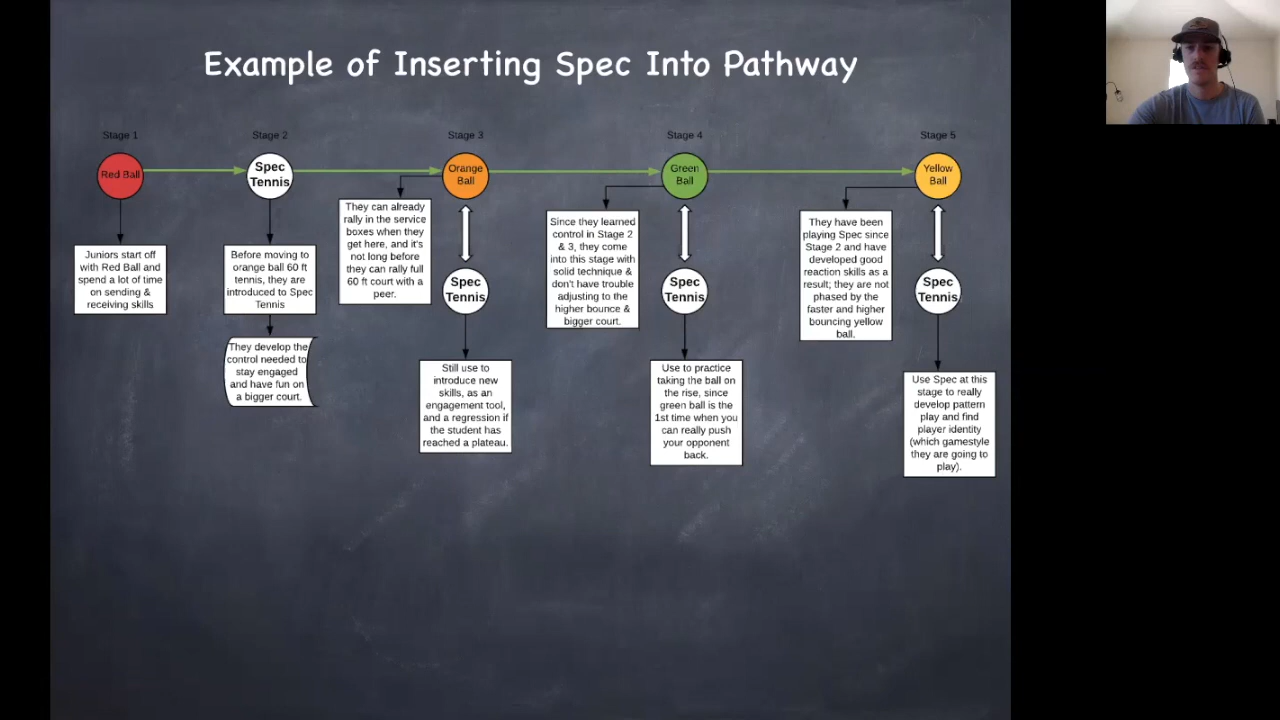 Example of Inserting Spec Into Pathway
Stage 1
Stage 2
Stage 3
Stage 4
Stage 5
Red Ball
Spec
Tennis
Orange
Ball
Green
Ball
Yellow
Ball
Juniors start off
with Red Ball and
spend a lot of time
on sending &
receiving skills
Before moving to
orange ball 60 ft
tennis, they are
introduced to Spec
Tennis
They develop the
control needed to
stay engaged
and have fun on
a bigger court.
They can already
rally in the service
boxes when they
get here, and it's
not long before
they can rally full
60 ft court with a
peer.
Spec
Tennis
Still use to
introduce new
skills, as an
engagement tool,
and a regression if
the student has
reached a plateau.
Since they learned
control in Stage 2
& 3, they come
into this stage with
solid technique &
don't have trouble
adjusting to the
higher bounce &
bigger court.
Spec
Tennis
Use to practice
taking the ball on
the rise, since
green ball is the
1st time when you
can really push
your opponent
back.
They have been
playing Spec since
Stage 2 and have
developed good
reaction skills as a
result; they are not
phased by the
faster and higher
bouncing yellow
ball.
Spec
Tennis
Use Spec at this
stage to really
develop pattern
play and find
player identity
(which gamestyle
they are going to
play).